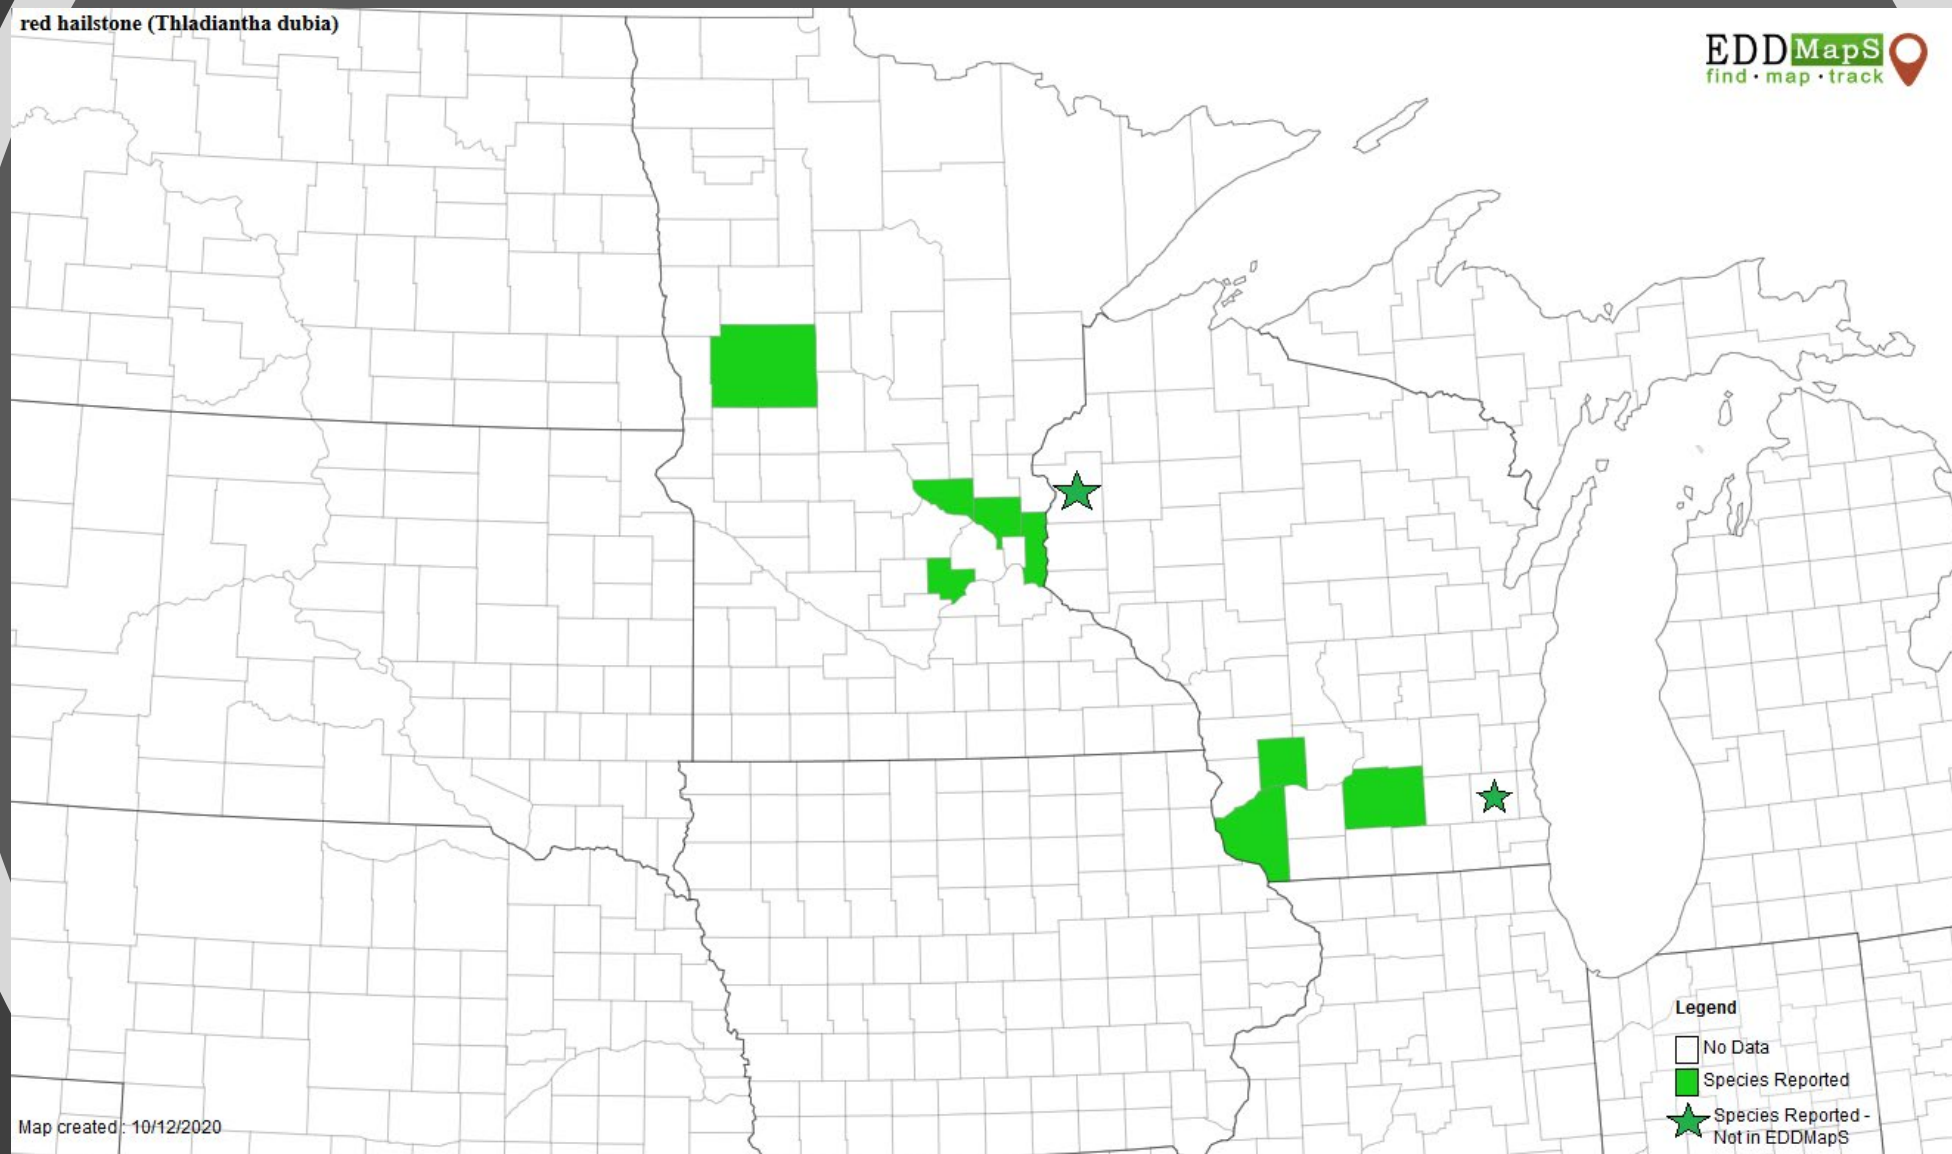 red hailstone (Thladiantha dubia)
EDDMapS
find · map · track
Legend
No Data
Species Reported
Species Reported -
Not in EDDMapS
Map created : 10/12/2020